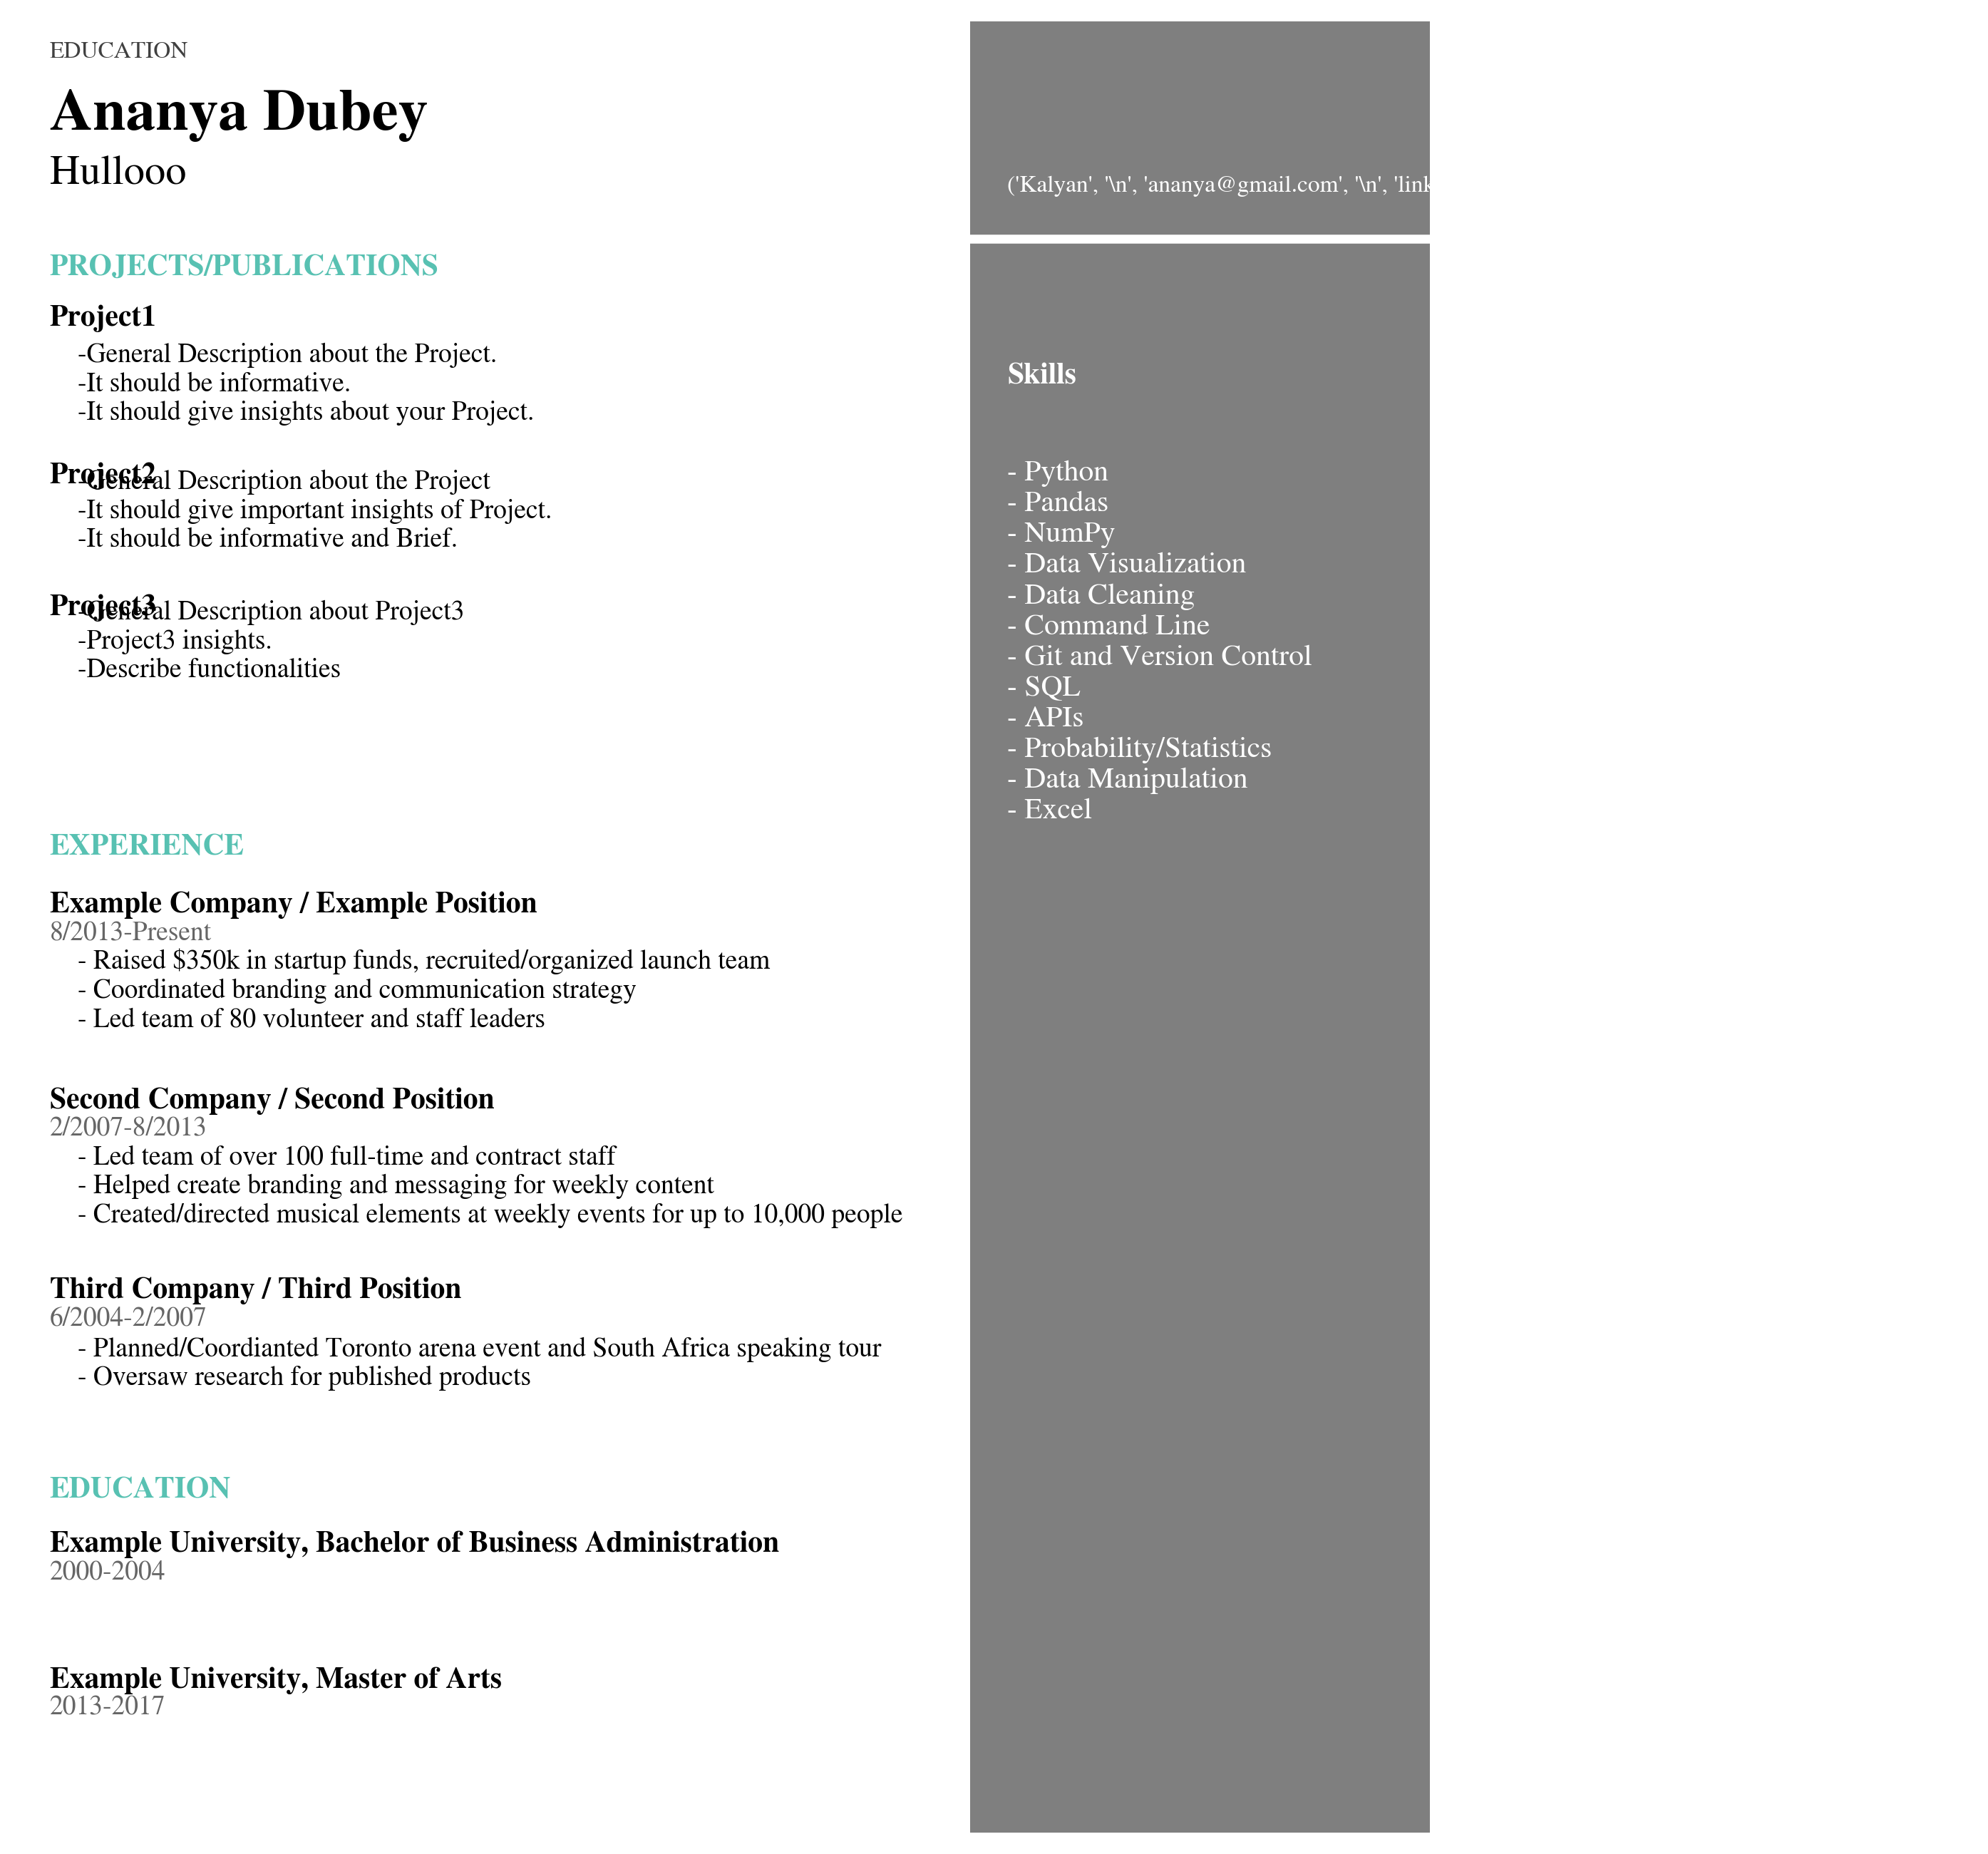 EDUCATION
Ananya Dubey
Hullooo
('Kalyan', '\n', 'ananya@gmail.com', '\n', 'link
PROJECTS/PUBLICATIONS
Project1
-General Description about the Project.
-It should be informative.
-It should give insights about your Project.
Project2
-General Description about the Project
-It should give important insights of Project.
-It should be informative and Brief.
Project3
-General Description about Project3
-Project3 insights.
-Describe functionalities
EXPERIENCE
Example Company / Example Position
8/2013-Present
- Raised $350k in startup funds, recruited/organized launch team
- Coordinated branding and communication strategy
- Led team of 80 volunteer and staff leaders
Second Company / Second Position
2/2007-8/2013
- Led team of over 100 full-time and contract staff
- Helped create branding and messaging for weekly content
- Created/directed musical elements at weekly events for up to 10,000 people
Third Company / Third Position
6/2004-2/2007
- Planned/Coordianted Toronto arena event and South Africa speaking tour
- Oversaw research for published products
EDUCATION
Example University, Bachelor of Business Administration
2000-2004
Example University, Master of Arts
2013-2017
Skills
- Python
- Pandas
- NumPy
- Data Visualization
- Data Cleaning
- Command Line
- Git and Version Control
- SQL
- APIs
- Probability/Statistics
- Data Manipulation
- Excel